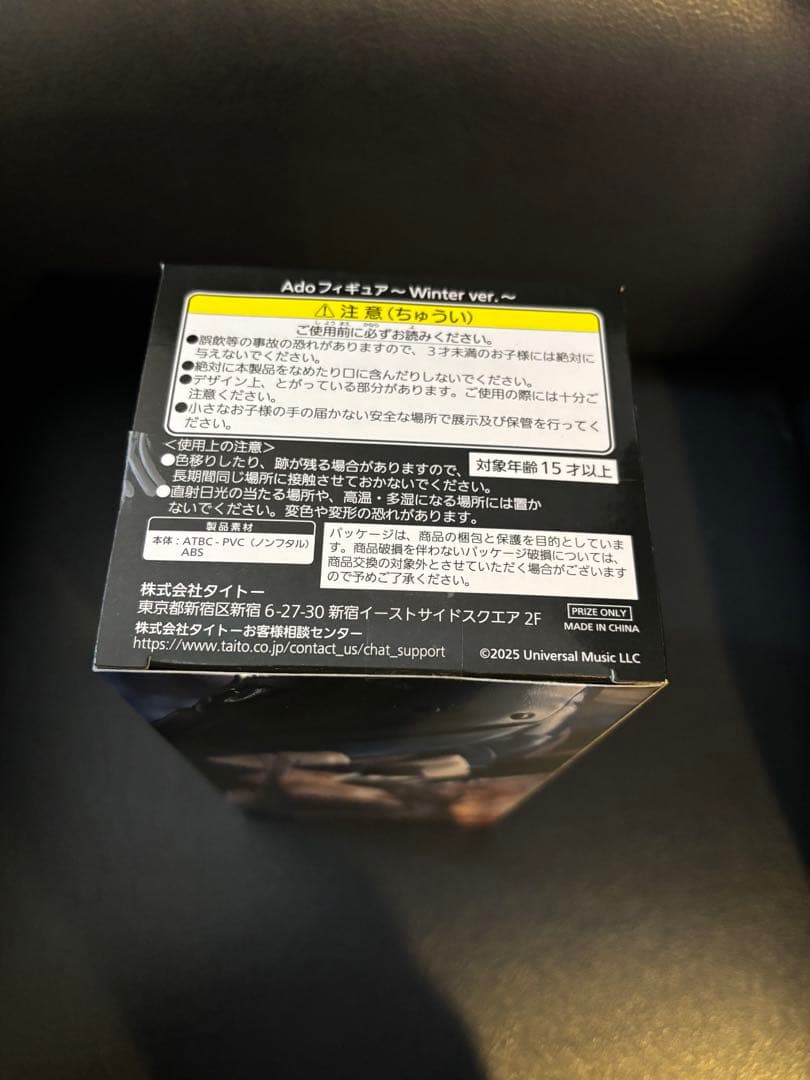 Adoフィギュア～Winter ver.～
⚠注意(ちゅうい)
ご使用前に必ずお読みください。
●誤飲等の事故の恐れがありますので、3才未満のお子様には絶対に
与えないでください。
●絶対に本製品をなめたり口に含んだりしないでください。
●デザイン上、とがっている部分があります。ご使用の際には十分ご
注意ください。
●小さなお子様の手の届かない安全な場所で展示及び保管を行ってく
ださい。
＜使用上の注意＞
●色移りしたり、跡が残る場合がありますので、
長期間同じ場所に接触させておかないでください。
対象年齢15才以上
●直射日光の当たる場所や、高温・多湿になる場所には置か
ないでください。変色や変形の恐れがあります。
製品素材
本体：ATBC-PVC（ノンフタル）
ABS
パッケージは、商品の梱包と保護を目的としていま
す。商品破損を伴わないパッケージ破損については、
商品交換の対象外とさせていただく場合がございます
ので予めご了承ください。
株式会社タイトー
東京都新宿区新宿 6-27-30 新宿イーストサイドスクエア 2F
株式会社タイトーお客様相談センター
https://www.taito.co.jp/contact_us/chat_support
PRIZE ONLY
MADE IN CHINA
©2025 Universal Music LLC